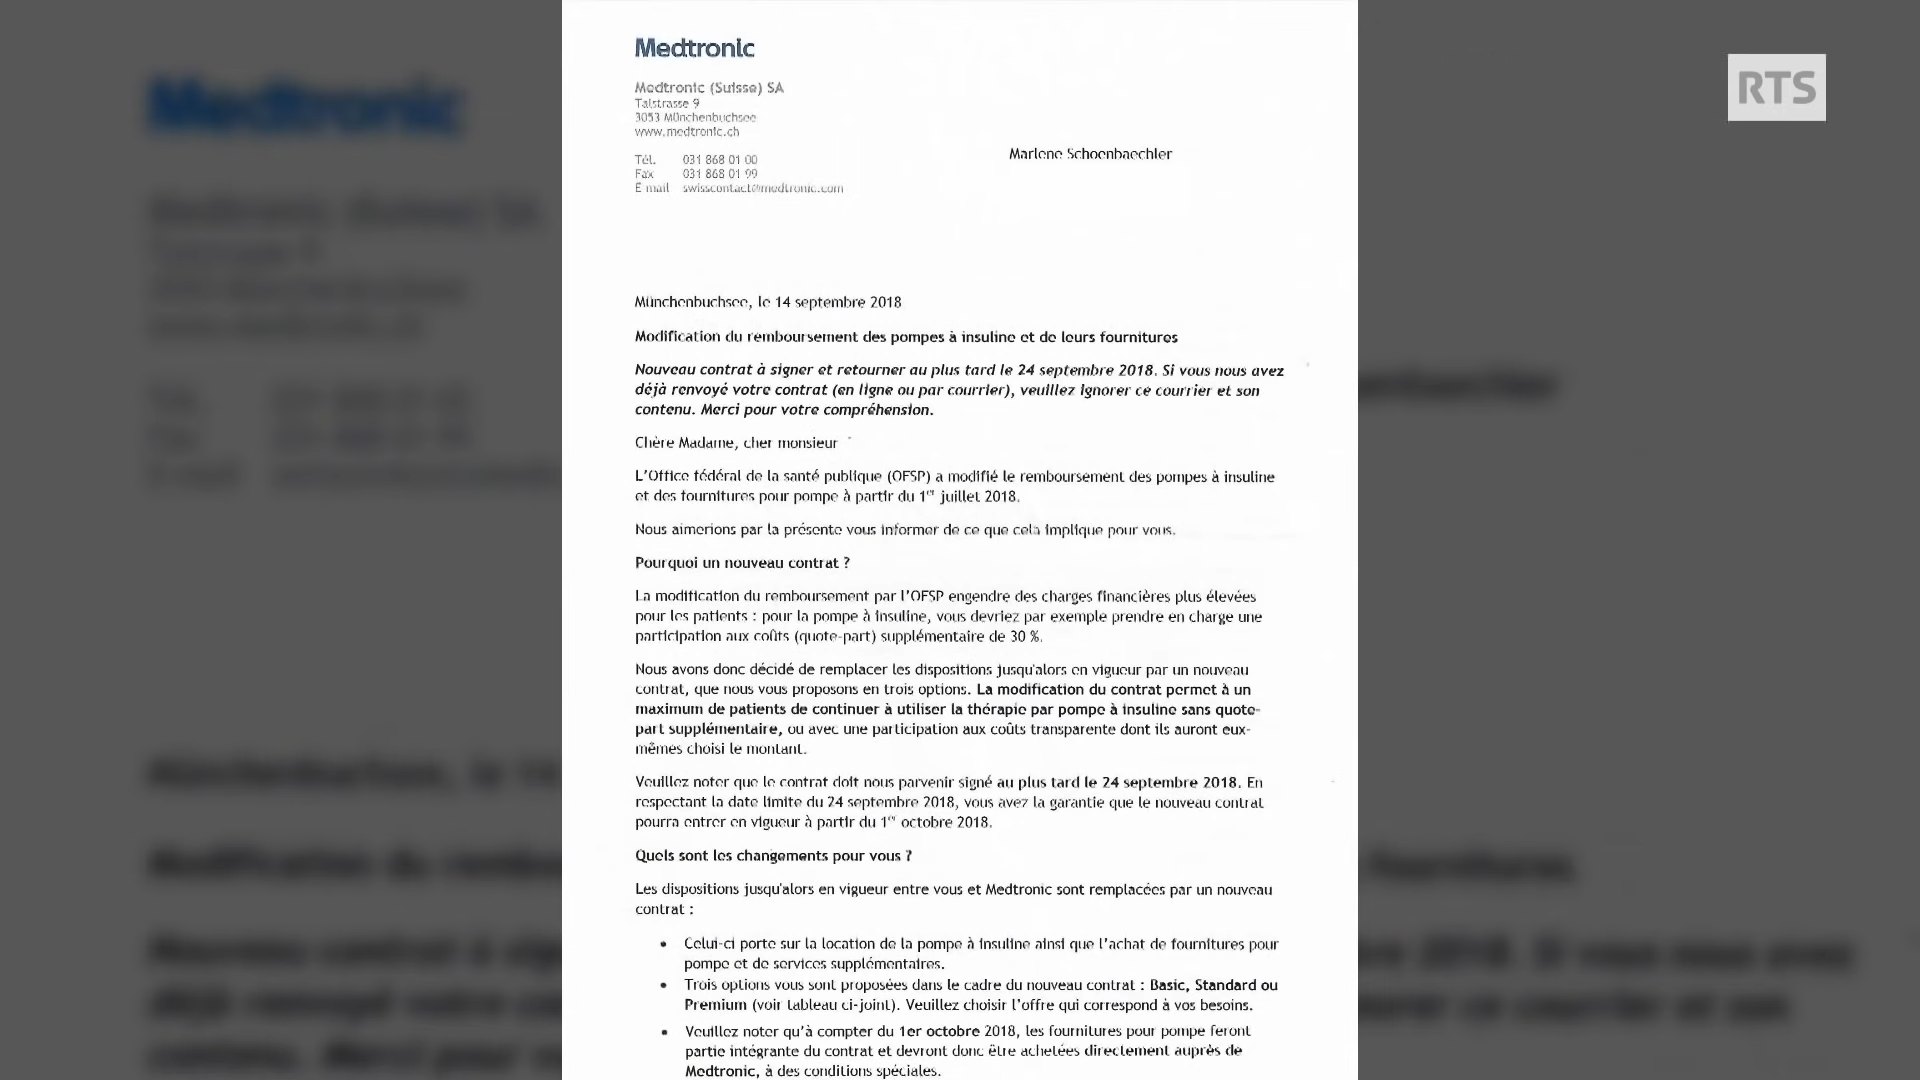 Medtronic
RTS
Medtronic (Suisse) SA
Talstrasse 9
3053 Münchenbuchsee
www.medtronic.ch
Marlene Schoenbaechler
Tél. 031 868 01 00
Fax 031 868 01 99
E mail swisscontact@medtronic.com
Münchenbuchsee, le 14 septembre 2018
Modification du remboursement des pompes à insuline et de leurs fournitures
Nouveau contrat à signer et retourner au plus tard le 24 septembre 2018. Si vous nous avez
déjà renvoyé votre contrat (en ligne ou par courrier), veuillez ignorer ce courrier et son
contenu. Merci pour votre compréhension.
Chère Madame, cher monsieur
L'Office fédéral de la santé publique (OFSP) a modifié le remboursement des pompes à insuline
et des fournitures pour pompe à partir du 1er juillet 2018.
Nous aimerions par la présente vous informer de ce que cela implique pour vous.
Pourquoi un nouveau contrat ?
La modification du remboursement par l'OFSP engendre des charges financières plus élevées
pour les patients : pour la pompe à insuline, vous devriez par exemple prendre en charge une
participation aux coûts (quote-part) supplémentaire de 30 %.
Nous avons donc décidé de remplacer les dispositions jusqu'alors en vigueur par un nouveau
contrat, que nous vous proposons en trois options. La modification du contrat permet à un
maximum de patients de continuer à utiliser la thérapie par pompe à insuline sans quote-
part supplémentaire, ou avec une participation aux coûts transparente dont ils auront eux-
mêmes choisi le montant.
Veuillez noter que le contrat doit nous parvenir signé au plus tard le 24 septembre 2018. En
respectant la date limite du 24 septembre 2018, vous avez la garantie que le nouveau contrat
pourra entrer en vigueur à partir du 1er octobre 2018.
Quels sont les changements pour vous ?
Les dispositions jusqu'alors en vigueur entre vous et Medtronic sont remplacées par un nouveau
contrat :
• Celui-ci porte sur la location de la pompe à insuline ainsi que l'achat de fournitures pour
pompe et de services supplémentaires.
• Trois options vous sont proposées dans le cadre du nouveau contrat : Basic, Standard ou
Premium (voir tableau ci-joint). Veuillez choisir l'offre qui correspond à vos besoins.
• Veuillez noter qu'à compter du 1er octobre 2018, les fournitures pour pompe feront
partie intégrante du contrat et devront donc être achetées directement auprès de
Medtronic, à des conditions spéciales.